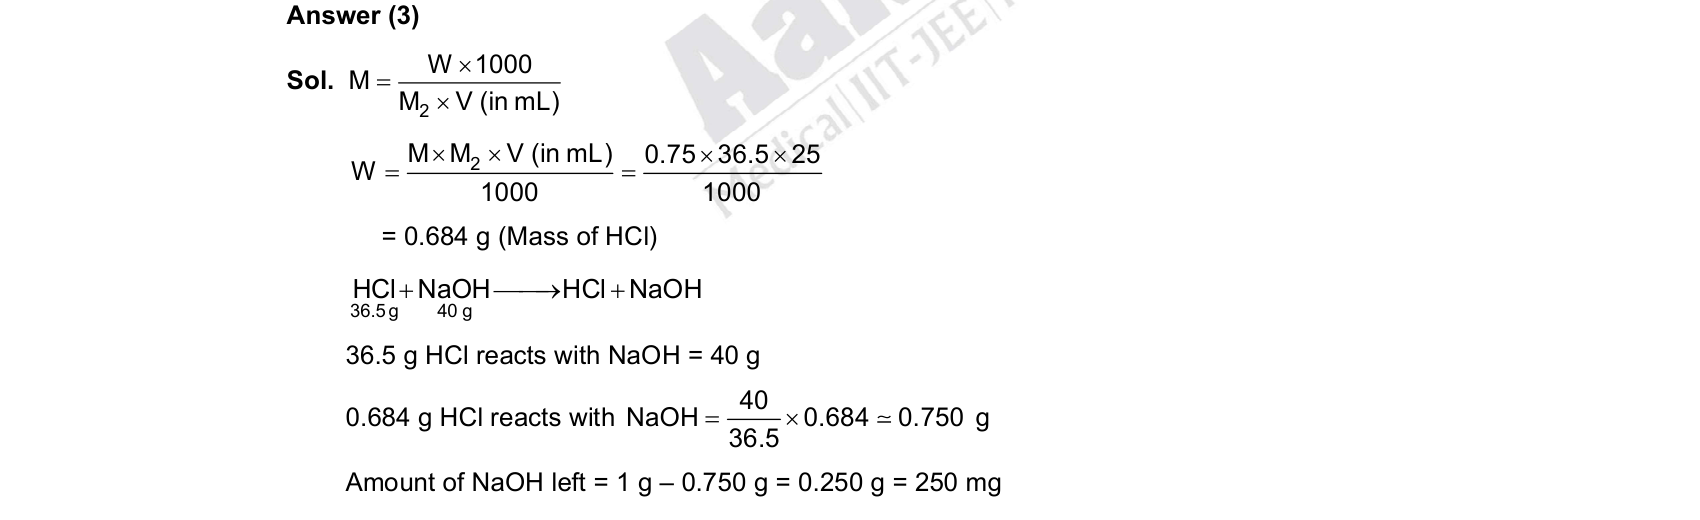 Answer (3)
Sol. M = W × 1000 / M₂ × V (in mL)
W = M × M₂ × V (in mL) / 1000 = 0.75 × 36.5 × 25 / 1000
= 0.684 g (Mass of HCl)
HCl + NaOH ⟶ HCl + NaOH
36.5 g 40 g
36.5 g HCl reacts with NaOH = 40 g
0.684 g HCl reacts with NaOH = 40 / 36.5 × 0.684 ≃ 0.750 g
Amount of NaOH left = 1 g – 0.750 g = 0.250 g = 250 mg
Medical|IIT-JEE|